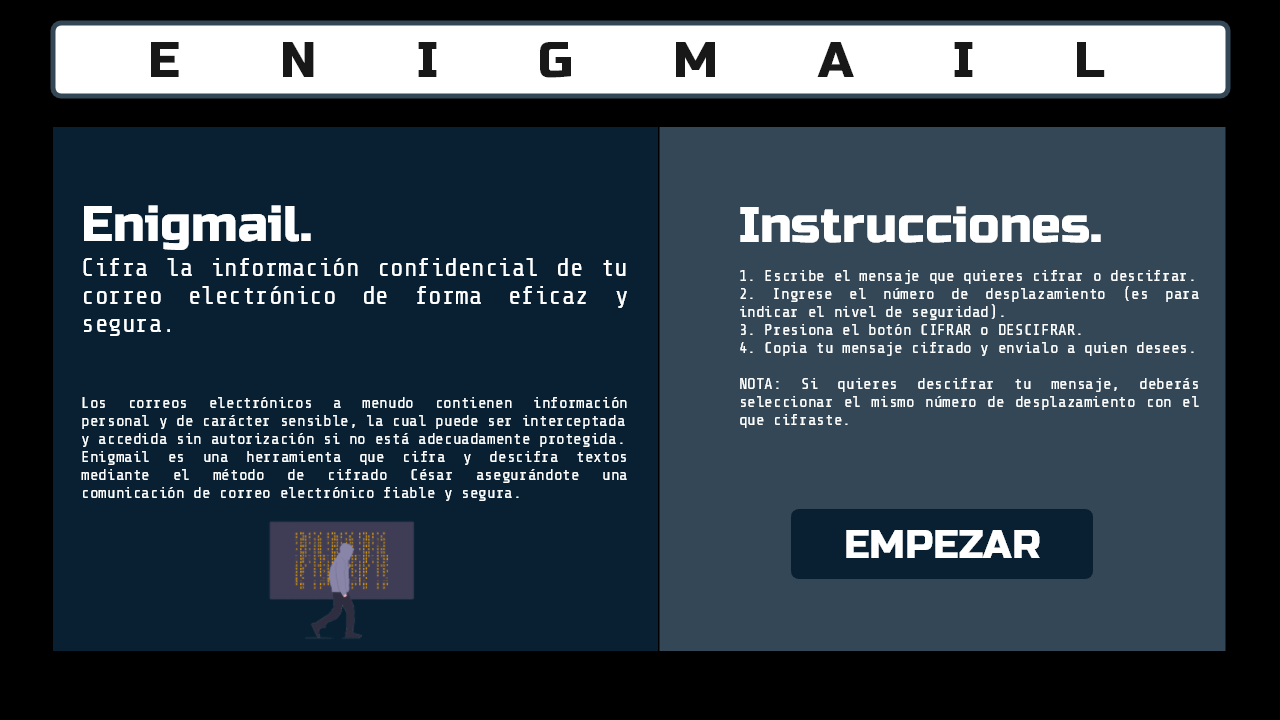 E N I G M A I L
Enigmail.
Cifra la información confidencial de tu
correo electrónico de forma eficaz y
segura.
Los correos electrónicos a menudo contienen información
personal y de carácter sensible, la cual puede ser interceptada
y accedida sin autorización si no está adecuadamente protegida.
Enigmail es una herramienta que cifra y descifra textos
mediante el método de cifrado César asegurándote una
comunicación de correo electrónico fiable y segura.
Instrucciones.
1. Escribe el mensaje que quieres cifrar o descifrar.
2. Ingrese el número de desplazamiento (es para
indicar el nivel de seguridad).
3. Presiona el botón CIFRAR o DESCIFRAR.
4. Copia tu mensaje cifrado y envialo a quien desees.
NOTA: Si quieres descifrar tu mensaje, deberás
seleccionar el mismo número de desplazamiento con el
que cifraste.
EMPEZAR